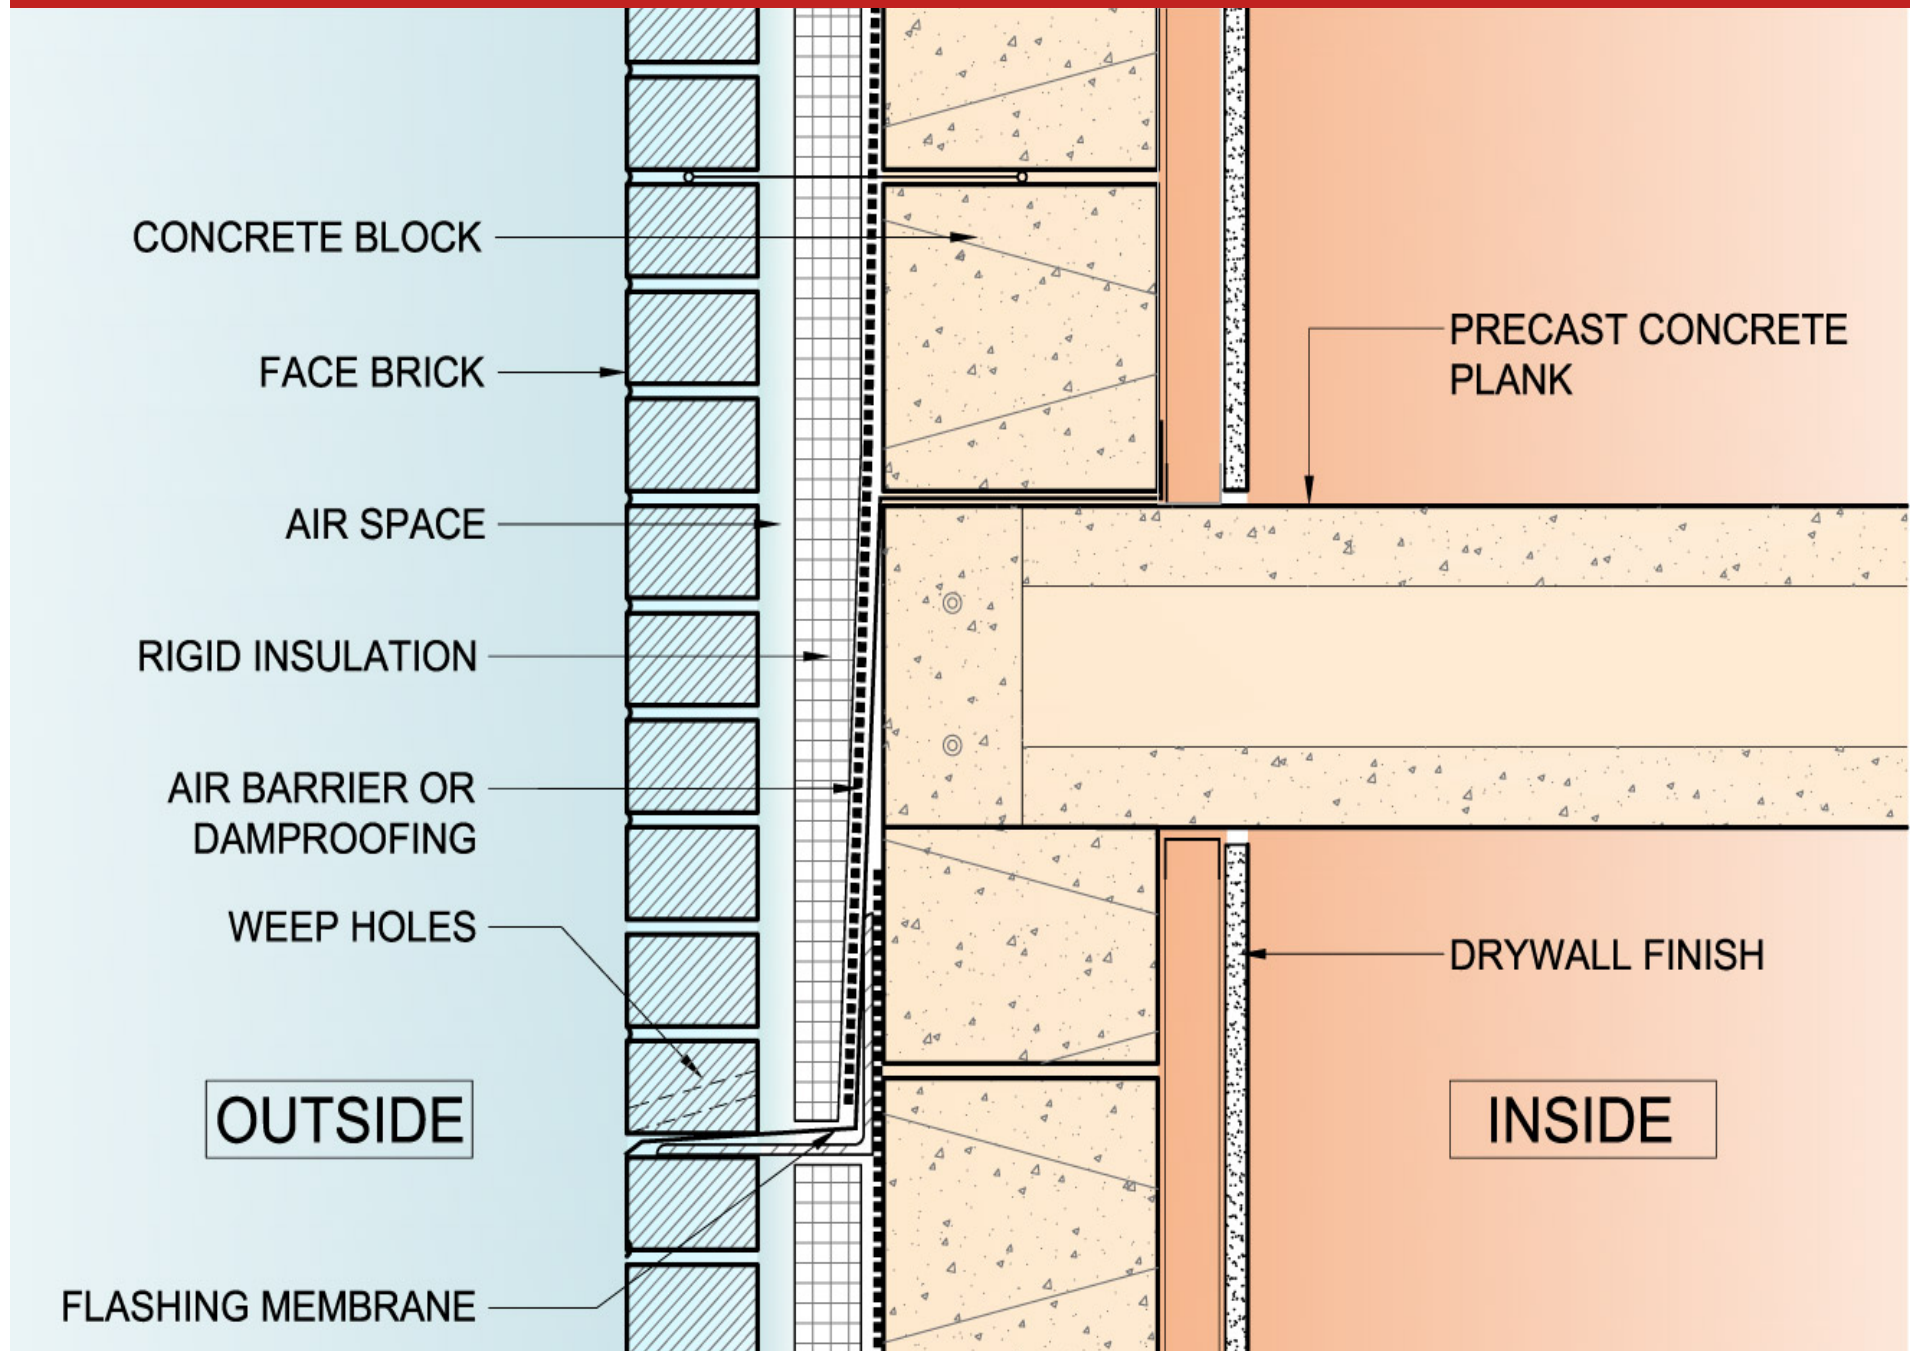 CONCRETE BLOCK
FACE BRICK
AIR SPACE
RIGID INSULATION
AIR BARRIER OR
DAMPROOFING
WEEP HOLES
OUTSIDE
FLASHING MEMBRANE
PRECAST CONCRETE
PLANK
DRYWALL FINISH
INSIDE